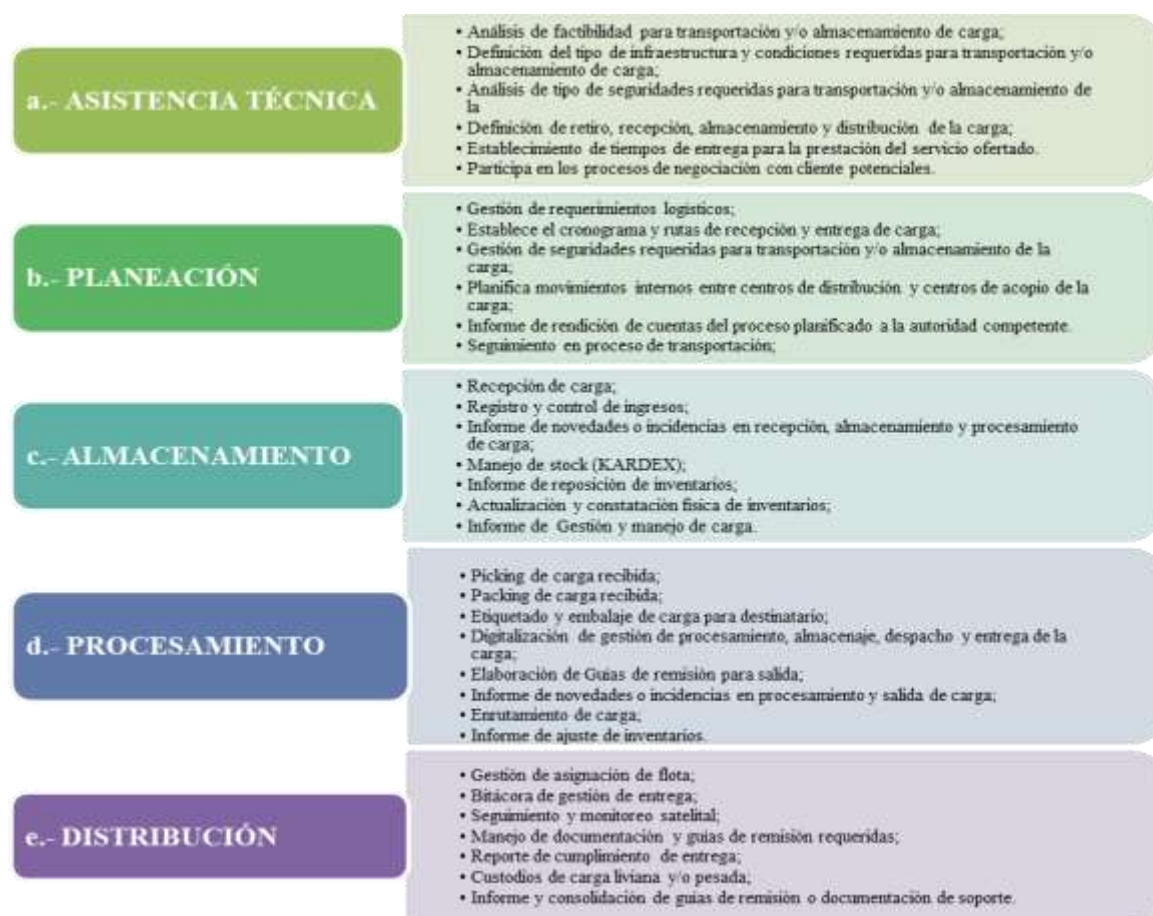 a.- ASISTENCIA TÉCNICA
• Análisis de factibilidad para transportación y/o almacenamiento de carga;
• Definición del tipo de infraestructura y condiciones requeridas para transportación y/o
almacenamiento de carga;
• Análisis de tipo de seguridades requeridas para transportación y/o almacenamiento de
la
• Definición de retiro, recepción, almacenamiento y distribución de la carga;
• Establecimiento de tiempos de entrega para la prestación del servicio ofertado.
• Participa en los procesos de negociación con cliente potenciales.
b.- PLANEACIÓN
• Gestión de requerimientos logísticos;
• Establece el cronograma y rutas de recepción y entrega de carga;
• Gestión de seguridades requeridas para transportación y/o almacenamiento de la
carga;
• Planifica movimientos internos entre centros de distribución y centros de acopio de la
carga;
• Informe de rendición de cuentas del proceso planificado a la autoridad competente.
• Seguimiento en proceso de transportación;
c.- ALMACENAMIENTO
• Recepción de carga;
• Registro y control de ingresos;
• Informe de novedades o incidencias en recepción, almacenamiento y procesamiento
de carga;
• Manejo de stock (KARDEX);
• Informe de reposición de inventarios;
• Actualización y constatación física de inventarios;
• Informe de Gestión y manejo de carga.
d.- PROCESAMIENTO
• Picking de carga recibida;
• Packing de carga recibida;
• Etiquetado y embalaje de carga para destinatario;
• Digitalización de gestión de procesamiento, almacenaje, despacho y entrega de la
carga;
• Elaboración de Guías de remisión para salida;
• Informe de novedades o incidencias en procesamiento y salida de carga;
• Enrutamiento de carga;
• Informe de ajuste de inventarios.
e.- DISTRIBUCIÓN
• Gestión de asignación de flota;
• Bitácora de gestión de entrega;
• Seguimiento y monitoreo satelital;
• Manejo de documentación y guías de remisión requeridas;
• Reporte de cumplimiento de entrega;
• Custodios de carga liviana y/o pesada;
• Informe y consolidación de guías de remisión o documentación de soporte.